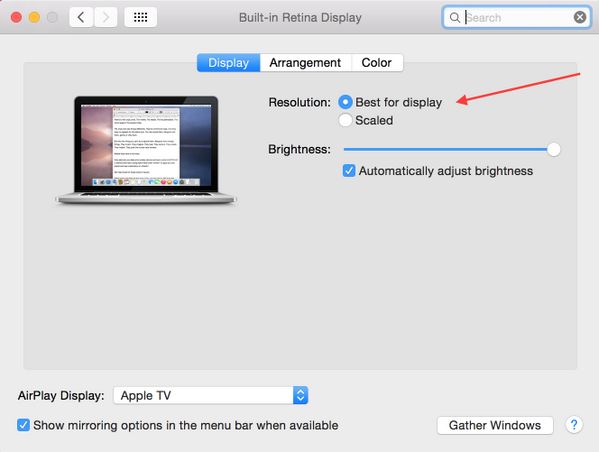 Built-in Retina Display
Search
Display Arrangement Color
Resolution: Best for display
Scaled
Brightness:
Automatically adjust brightness
AirPlay Display: Apple TV
Show mirroring options in the menu bar when available
Gather Windows ?